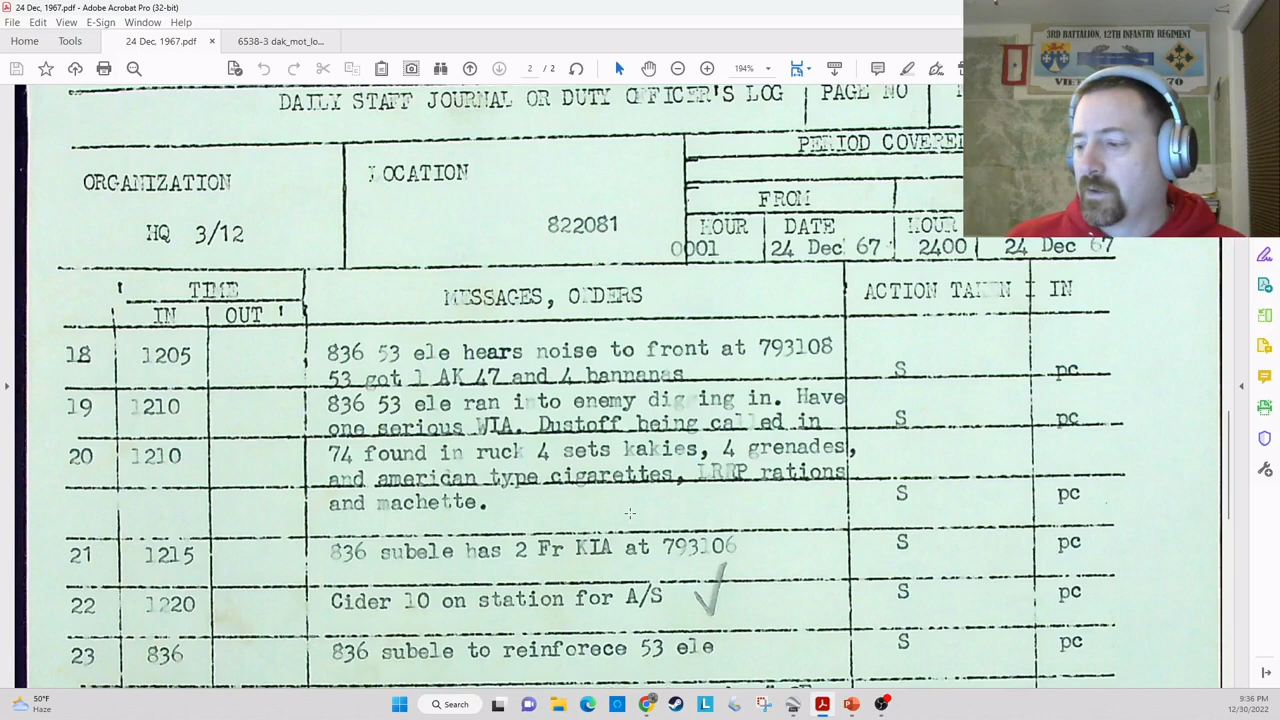 24 Dec, 1967.pdf - Adobe Acrobat Pro (32-bit)
File Edit View E-Sign Window Help
Home Tools 24 Dec, 1967.pdf × 6538-3 dak_mot_lo...
2 / 2 194%
3RD BATTALION, 12TH INFANTRY REGIMENT
DAILY STAFF JOURNAL OR DUTY OFFICER'S LOG PAGE NO
PERIOD COVERED
ORGANIZATION LOCATION
FROM
HQ 3/12 822081 HOUR DATE HOUR
0001 24 Dec 67 2400 24 Dec 67
TIME MESSAGES, ORDERS ACTION TAKEN IN
IN OUT
18 1205 836 53 ele hears noise to front at 793108
53 got 1 AK 47 and 4 bannanas S pc
19 1210 836 53 ele ran into enemy digging in. Have
one serious WIA. Dustoff being called in S pc
20 1210 74 found in ruck 4 sets kakies, 4 grenades,
and american type cigarettes, LRRP rations
and machette. S pc
21 1215 836 subele has 2 Fr KIA at 793106 S pc
22 1220 Cider 10 on station for A/S S pc
23 836 836 subele to reinforece 53 ele S pc
50°F
Haze
Search
9:36 PM
12/30/2022